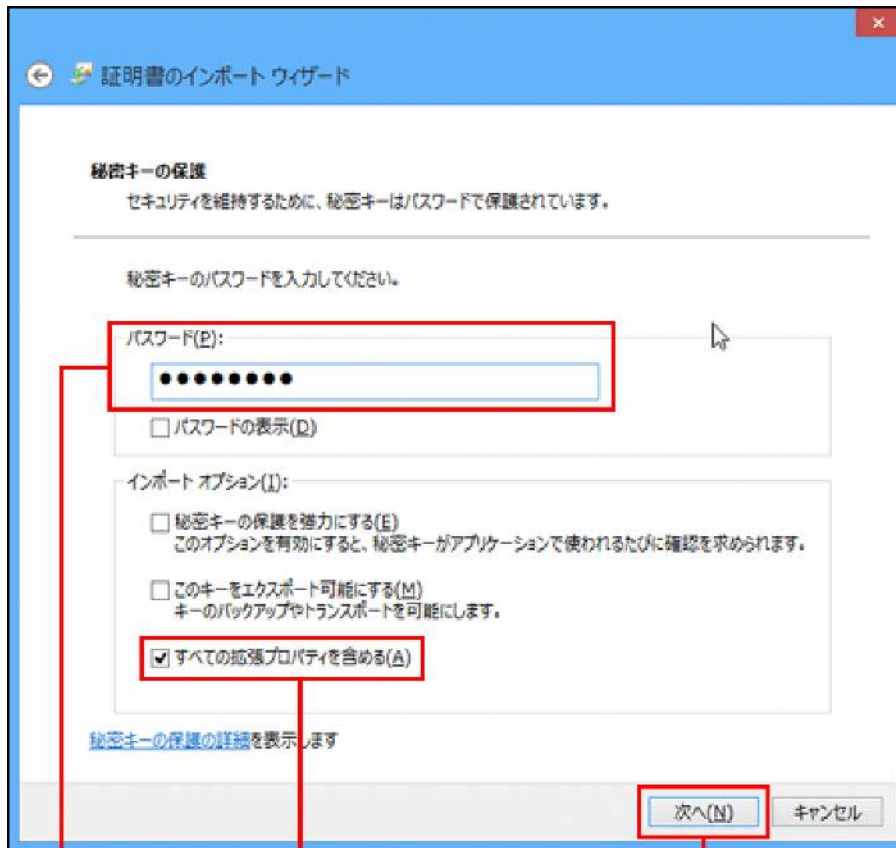 証明書のインポート ウィザード
秘密キーの保護
セキュリティを維持するために、秘密キーはパスワードで保護されています。
秘密キーのパスワードを入力してください。
パスワード(P):
●●●●●●●●
パスワードの表示(D)
インポート オプション(I):
秘密キーの保護を強力にする(E)
このオプションを有効にすると、秘密キーがアプリケーションで使われるたびに確認を求められます。
このキーをエクスポート可能にする(M)
キーのバックアップやトランスポートを可能にします。
すべての拡張プロパティを含める(A)
秘密キーの保護の詳細を表示します
次へ(N)
キャンセル